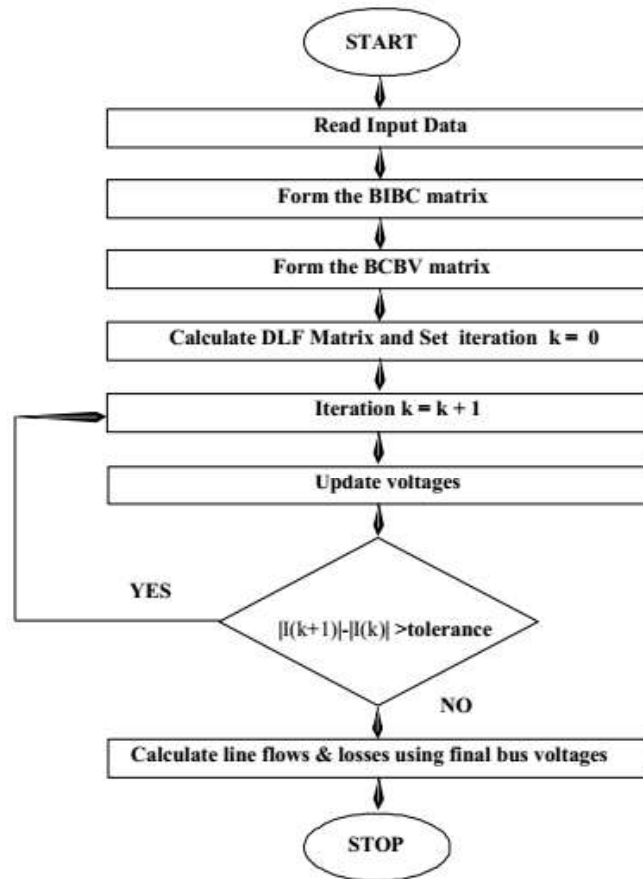 START
Read Input Data
Form the BIBC matrix
Form the BCBV matrix
Calculate DLF Matrix and Set iteration k = 0
Iteration k = k + 1
Update voltages
YES
|I(k+1)|-|I(k)| >tolerance
NO
Calculate line flows & losses using final bus voltages
STOP